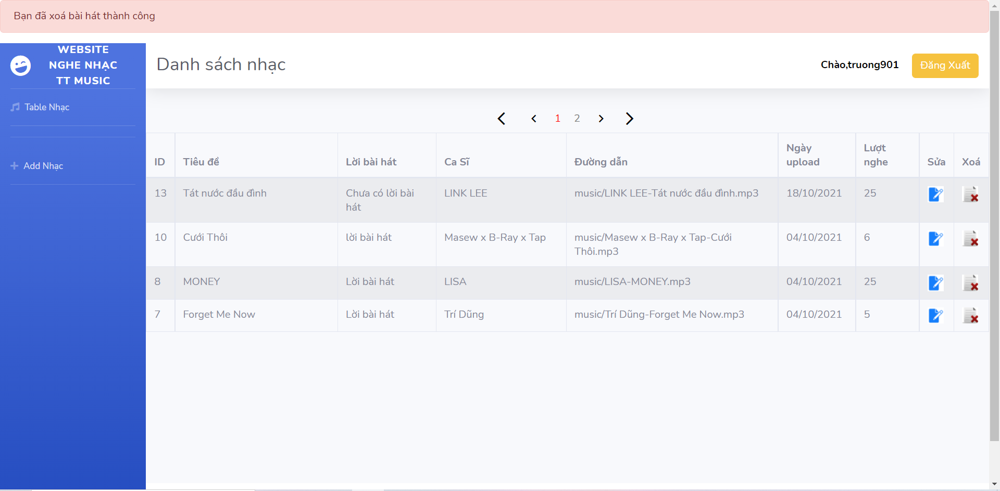 Bạn đã xoá bài hát thành công
WEBSITE
NGHE NHẠC
TT MUSIC
Danh sách nhạc
Chào,truong901
Đăng Xuất
Table Nhạc
Add Nhạc
1 2
ID Tiêu đề Lời bài hát Ca Sĩ Đường dẫn Ngày upload Lượt nghe Sửa Xoá
13 Tát nước đầu đình Chưa có lời bài hát LINK LEE music/LINK LEE-Tát nước đầu đình.mp3 18/10/2021 25
10 Cưới Thôi lời bài hát Masew x B-Ray x Tap music/Masew x B-Ray x Tap-Cưới Thôi.mp3 04/10/2021 6
8 MONEY Lời bài hát LISA music/LISA-MONEY.mp3 04/10/2021 25
7 Forget Me Now Lời bài hát Trí Dũng music/Trí Dũng-Forget Me Now.mp3 04/10/2021 5